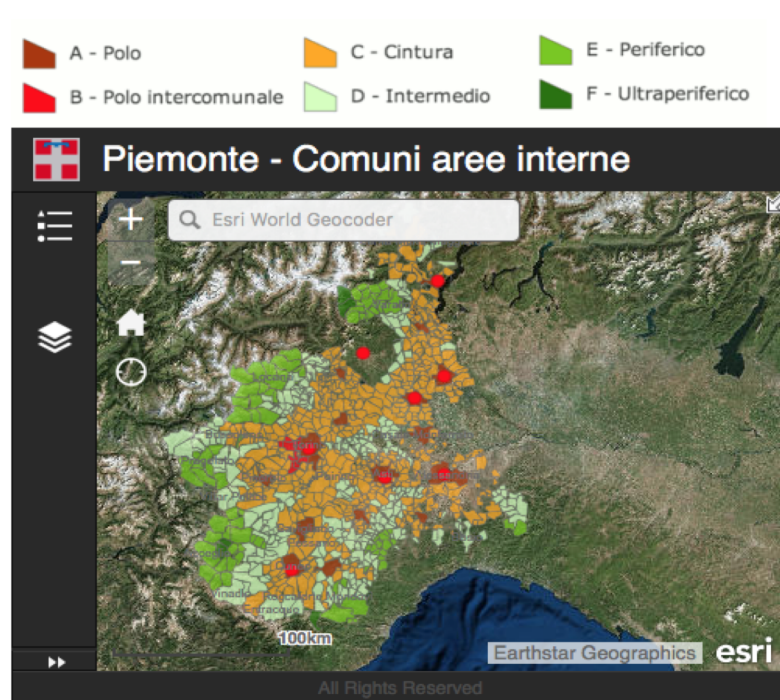 A - Polo
C - Cintura
E - Periferico
B - Polo intercomunale
D - Intermedio
F - Ultraperiferico
Piemonte - Comuni aree interne
+
Esri World Geocoder
−
100km
Earthstar Geographics
esri
All Rights Reserved